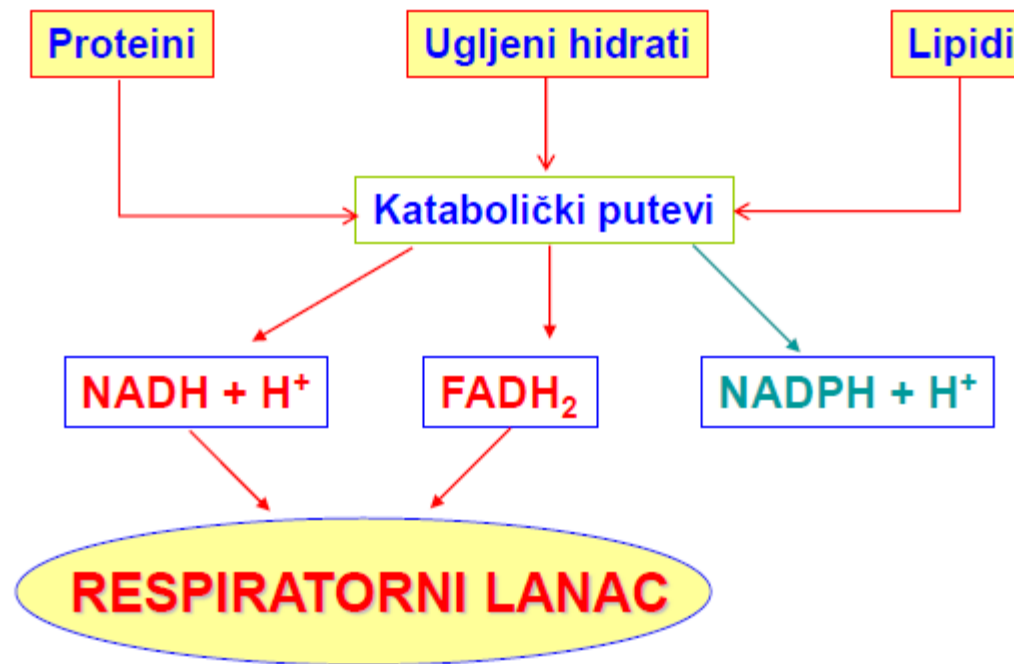 Proteini
Ugljeni hidrati
Lipidi
Katabolički putevi
NADH + H⁺
FADH₂
NADPH + H⁺
RESPIRATORNI LANAC